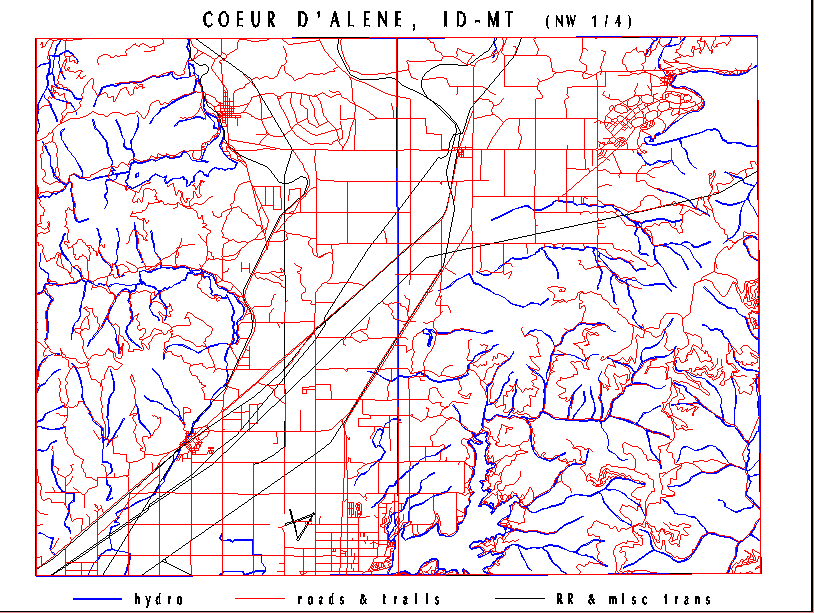 COEUR D'ALENE, ID-MT (NW 1/4)
hydro roads & trails RR & misc trans